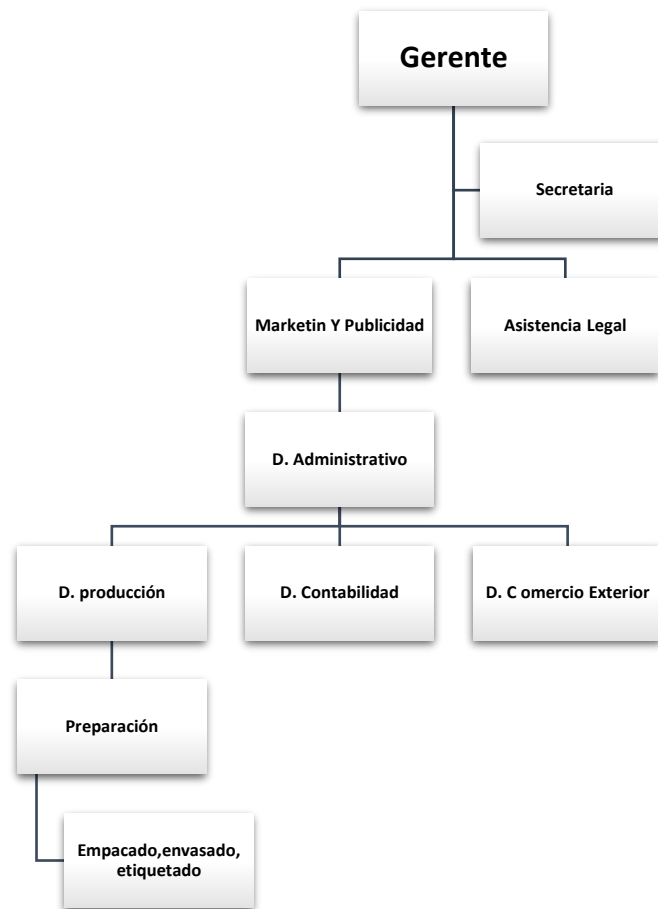 Gerente
Secretaria
Marketin Y Publicidad
Asistencia Legal
D. Administrativo
D. producción
D. Contabilidad
D. C omercio Exterior
Preparación
Empacado,envasado,
etiquetado